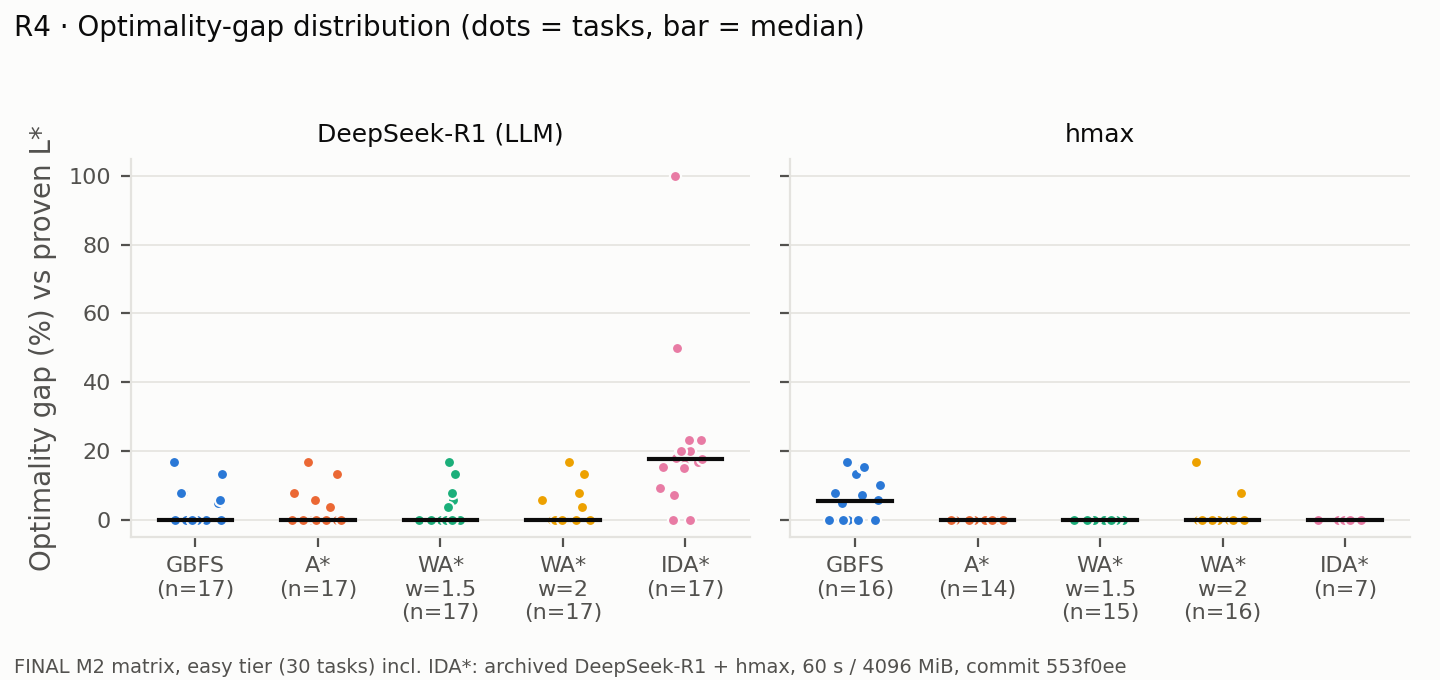 R4 · Optimality-gap distribution (dots = tasks, bar = median)
DeepSeek-R1 (LLM)
hmax
Optimality gap (%) vs proven L*
100
80
60
40
20
0
GBFS
(n=17)
A*
(n=17)
WA*
w=1.5
(n=17)
WA*
w=2
(n=17)
IDA*
(n=17)
GBFS
(n=16)
A*
(n=14)
WA*
w=1.5
(n=15)
WA*
w=2
(n=16)
IDA*
(n=7)
FINAL M2 matrix, easy tier (30 tasks) incl. IDA*: archived DeepSeek-R1 + hmax, 60 s / 4096 MiB, commit 553f0ee